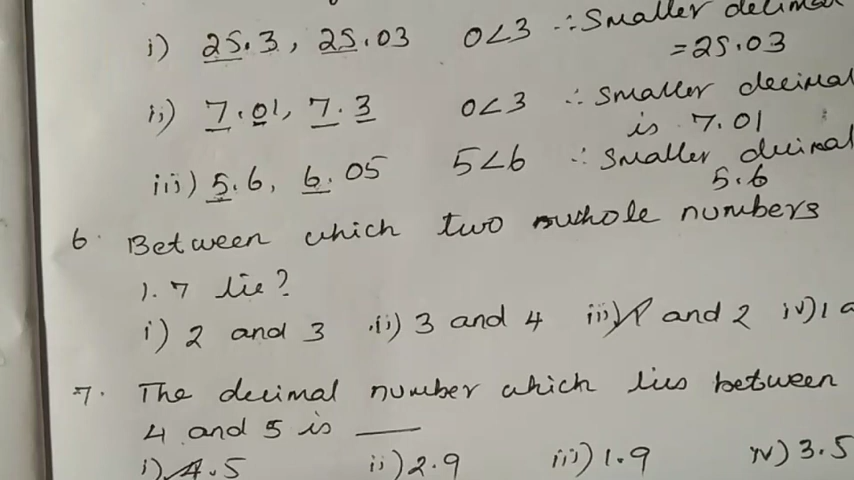 i) 25.3, 25.03 0<3 ∴ Smaller decimal
= 25.03
ii) 7.01, 7.3 0<3 ∴ Smaller decimal
is 7.01
iii) 5.6, 6.05 5<6 ∴ Smaller decimal
5.6
6. Between which two whole numbers
1.7 lie?
i) 2 and 3 ii) 3 and 4 iii) 1 and 2 iv) 1
7. The decimal number which lies between
4 and 5 is ____
i) 4.5 ii) 2.9 iii) 1.9 iv) 3.5